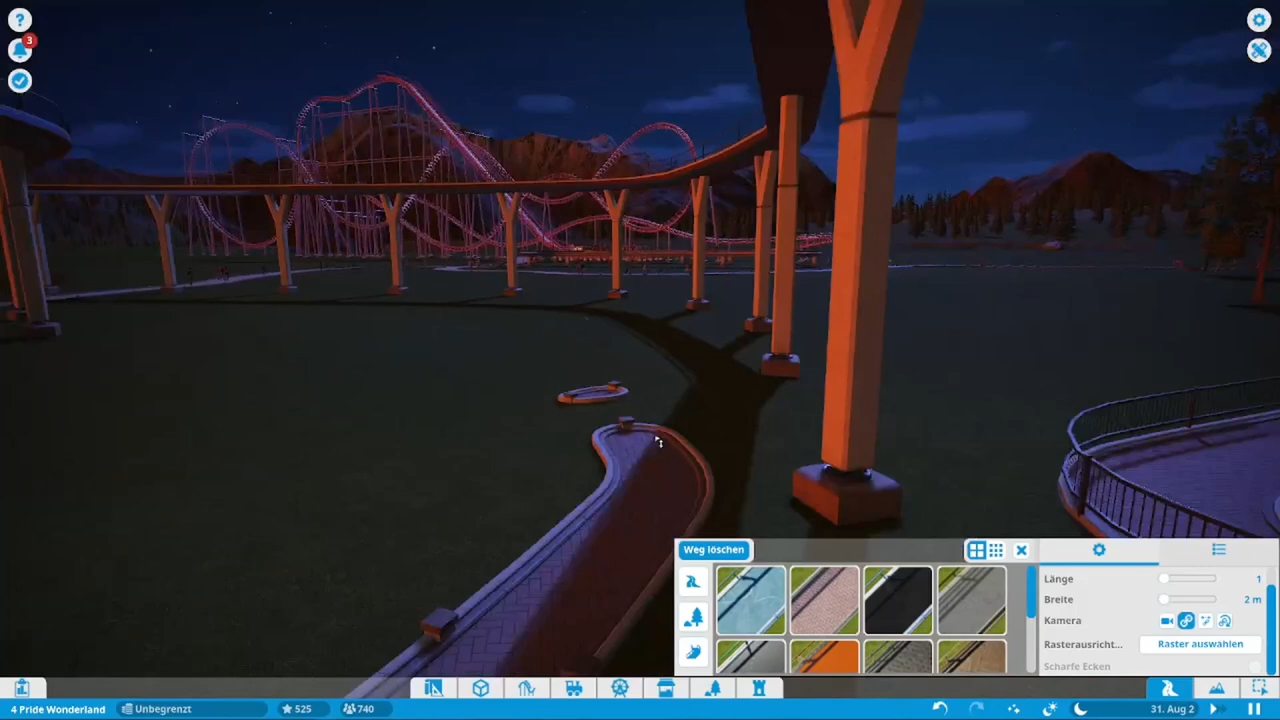 ?
3
Weg löschen
Länge 1
Breite 2 m
Kamera
Rasterausricht... Raster auswählen
Scharfe Ecken
4 Pride Wonderland Unbegrenzt 525 740 31. Aug 2